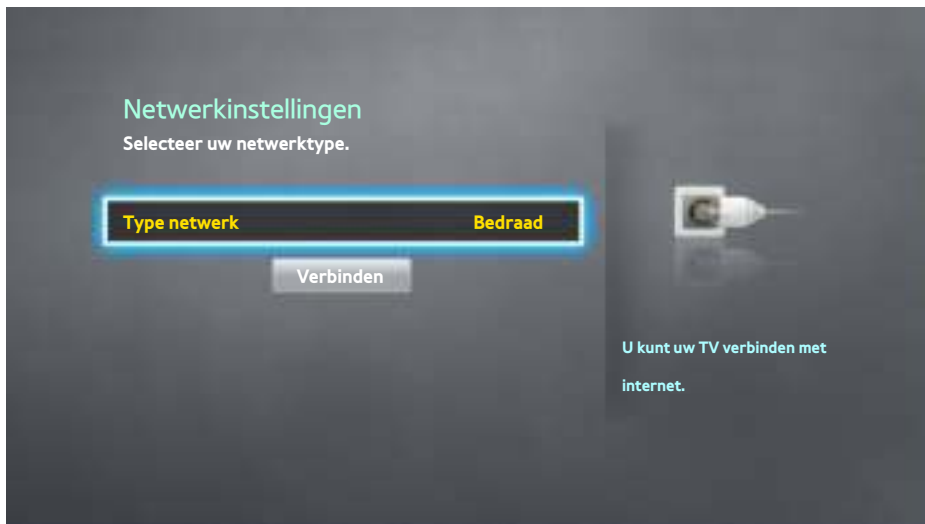 Netwerkinstellingen
Selecteer uw netwerktype.
Type netwerk Bedraad
Verbinden
U kunt uw TV verbinden met
internet.